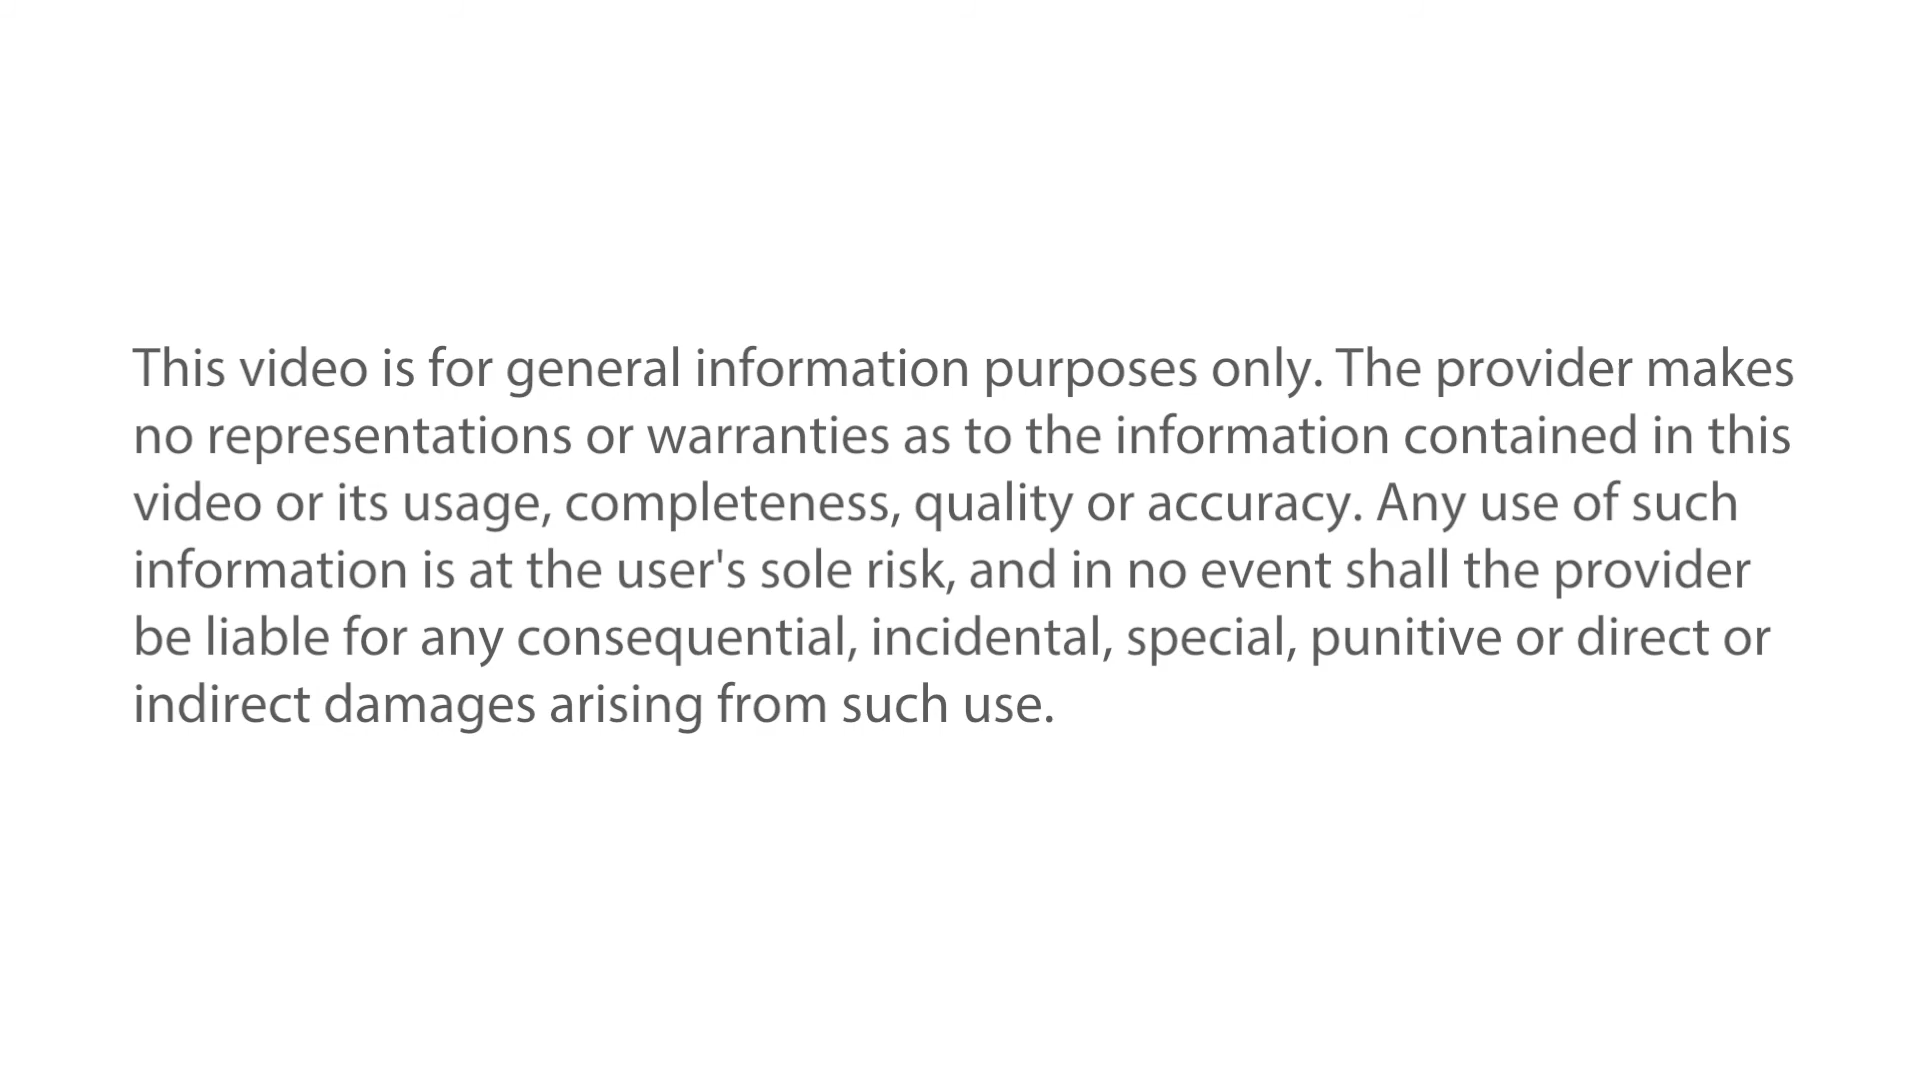 This video is for general information purposes only. The provider makes
no representations or warranties as to the information contained in this
video or its usage, completeness, quality or accuracy. Any use of such
information is at the user's sole risk, and in no event shall the provider
be liable for any consequential, incidental, special, punitive or direct or
indirect damages arising from such use.